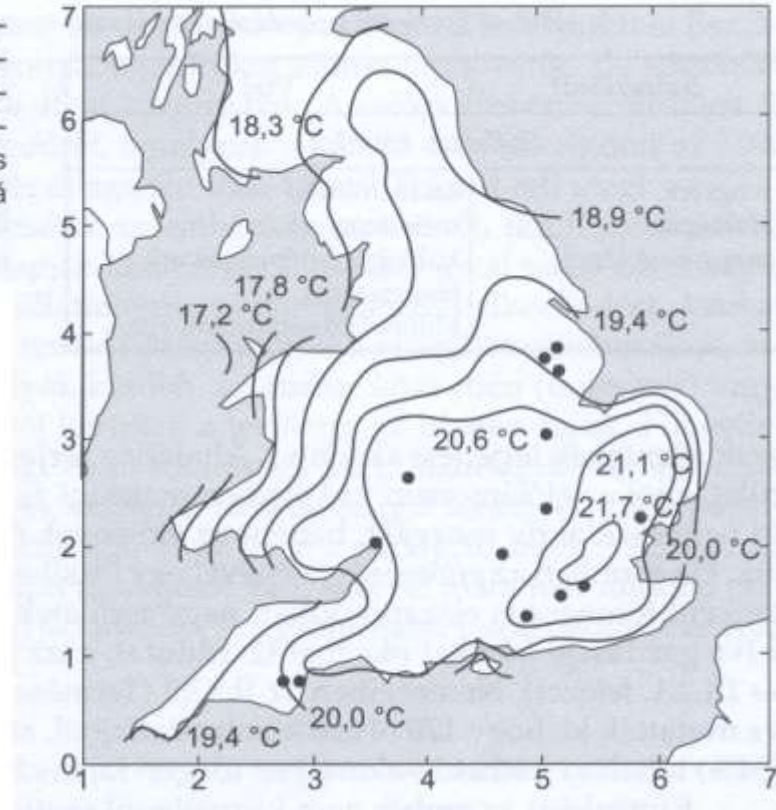 7
6
5
4
3
2
1
0
s
a
18,3 °C
18,9 °C
17,8 °C
17,2 °C
19,4 °C
20,6 °C
21,1 °C
21,7 °C
20,0 °C
20,0 °C
19,4 °C
1 2 3 4 5 6 7